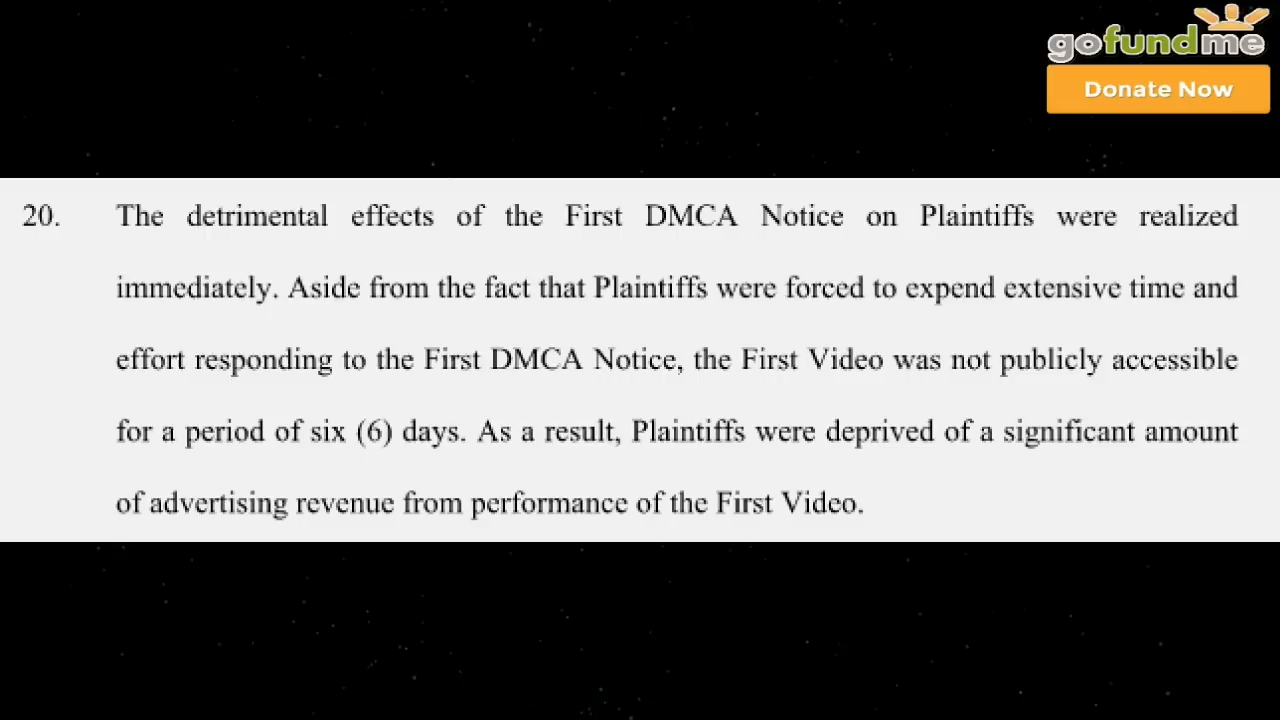 gofundme
Donate Now
20. The detrimental effects of the First DMCA Notice on Plaintiffs were realized
immediately. Aside from the fact that Plaintiffs were forced to expend extensive time and
effort responding to the First DMCA Notice, the First Video was not publicly accessible
for a period of six (6) days. As a result, Plaintiffs were deprived of a significant amount
of advertising revenue from performance of the First Video.